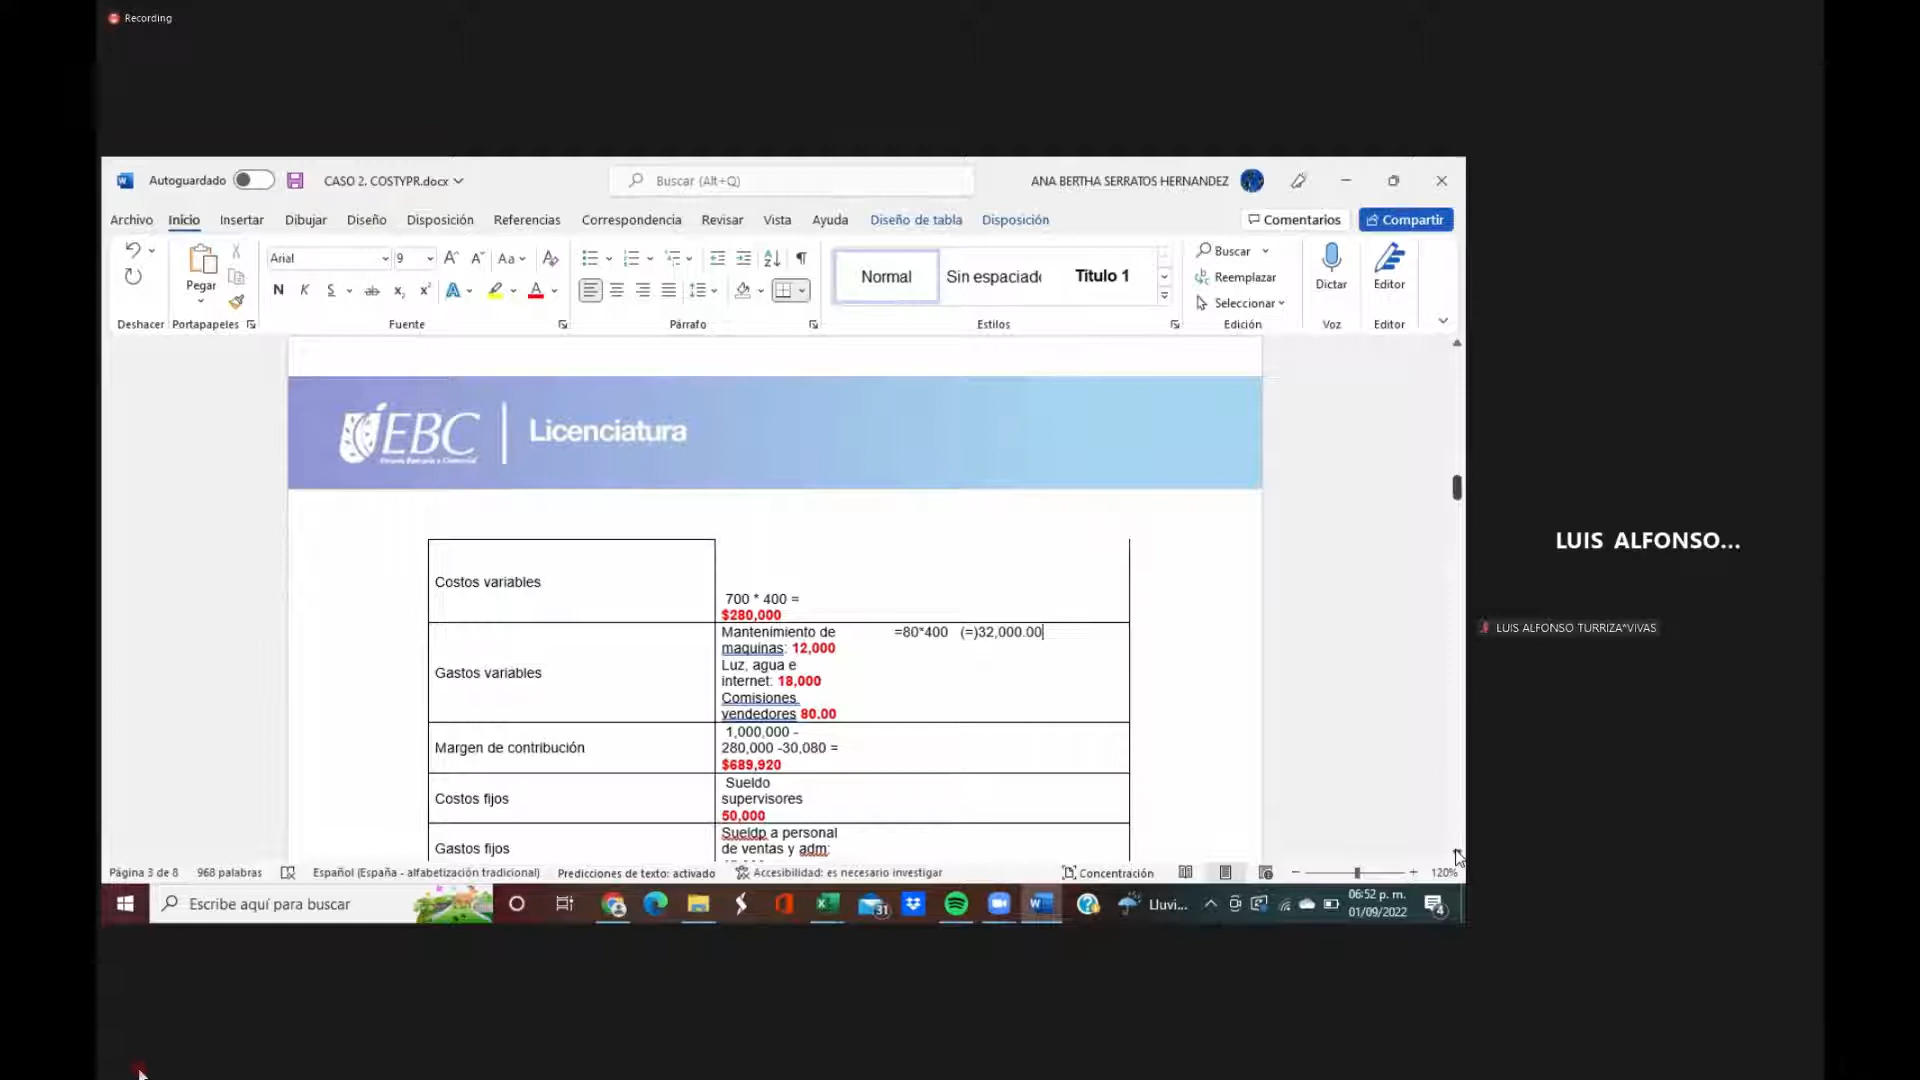 Recording
Autoguardado
CASO 2. COSTYPR.docx
Buscar (Alt+Q)
ANA BERTHA SERRATOS HERNANDEZ
Archivo Inicio Insertar Dibujar Diseño Disposición Referencias Correspondencia Revisar Vista Ayuda Diseño de tabla Disposición
Comentarios Compartir
Pegar
Arial 9
N K S ab x, x² A A
Normal
Sin espaciado
Título 1
Buscar
Reemplazar
Seleccionar
Dictar
Editor
Deshacer Portapapeles Fuente Párrafo Estilos Edición Voz Editor
EBC
Licenciatura
Costos variables
700 * 400 =
$280,000
Gastos variables
Mantenimiento de =80*400 (=)32,000.00
maquinas: 12,000
Luz, agua e
internet: 18,000
Comisiones
vendedores 80.00
Margen de contribución
1,000,000 -
280,000 -30,080 =
$689,920
Costos fijos
Sueldo
supervisores
50,000
Gastos fijos
Sueldp a personal
de ventas y adm:
LUIS ALFONSO...
LUIS ALFONSO TURRIZA*VIVAS
Página 3 de 8 968 palabras Español (España - alfabetización tradicional) Predicciones de texto: activado Accesibilidad: es necesario investigar Concentración 120%
Escribe aquí para buscar
31
Lluvi...
06:52 p. m.
01/09/2022
4